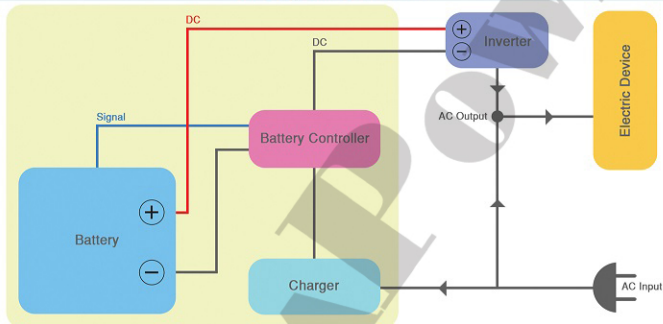 DC
DC
+
−
Inverter
Electric Device
AC Output
Signal
Battery Controller
+
−
Battery
Charger
AC Input